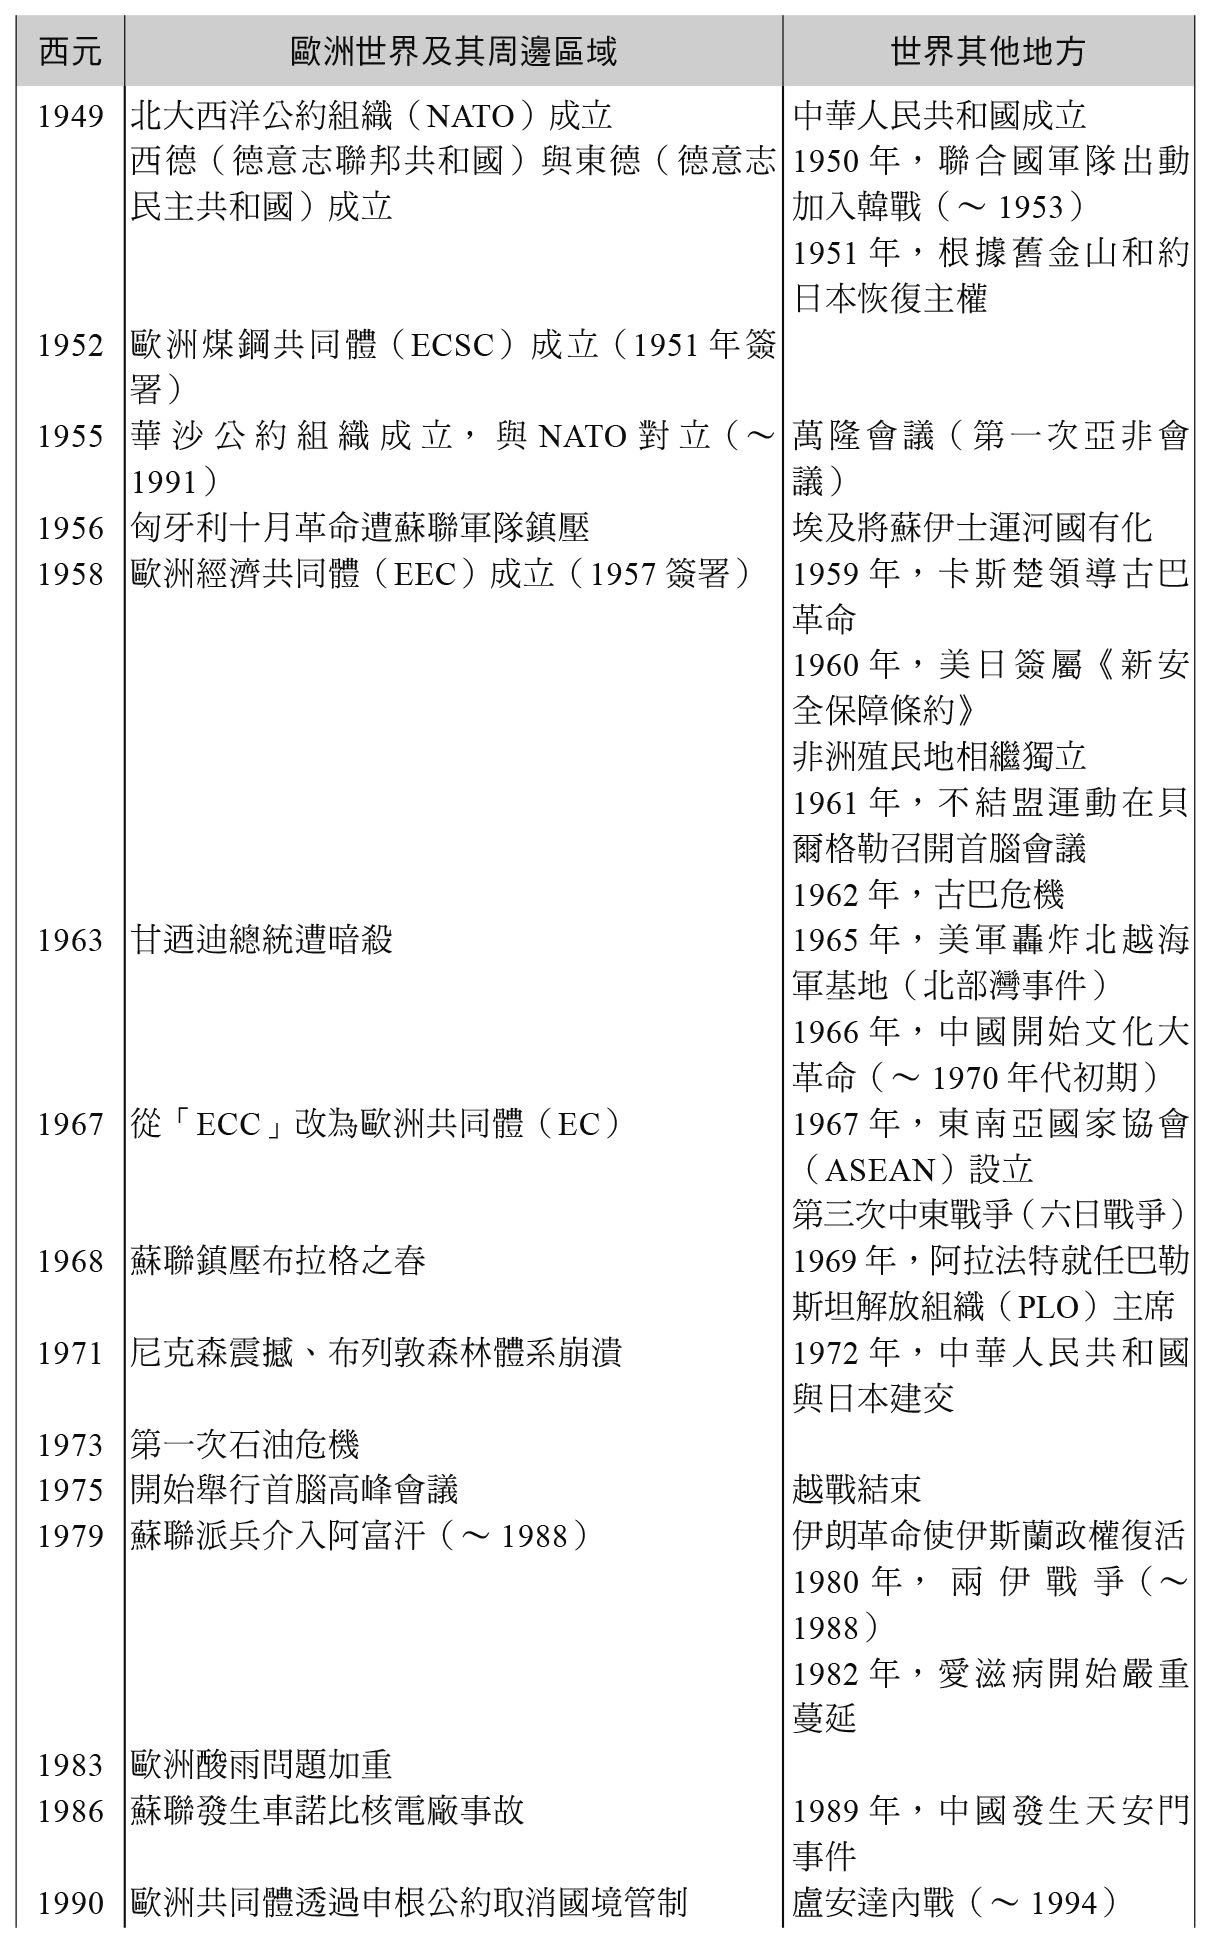 西元 歐洲世界及其周邊區域 世界其他地方
1949 北大西洋公約組織（NATO）成立 中華人民共和國成立
西德（德意志聯邦共和國）與東德（德意志 1950 年，聯合國軍隊出動
民主共和國）成立 加入韓戰（～ 1953）
1951 年，根據舊金山和約
日本恢復主權
1952 歐洲煤鋼共同體（ECSC）成立（1951 年簽
署）
1955 華沙公約組織成立，與 NATO 對立（～ 萬隆會議（第一次亞非會
1991） 議）
1956 匈牙利十月革命遭蘇聯軍隊鎮壓 埃及將蘇伊士運河國有化
1958 歐洲經濟共同體（EEC）成立（1957 簽署） 1959 年，卡斯楚領導古巴
革命
1960 年，美日簽屬《新安
全保障條約》
非洲殖民地相繼獨立
1961 年，不結盟運動在貝
爾格勒召開首腦會議
1962 年，古巴危機
1963 甘迺迪總統遭暗殺 1965 年，美軍轟炸北越海
軍基地（北部灣事件）
1966 年，中國開始文化大
革命（～ 1970 年代初期）
1967 從「ECC」改為歐洲共同體（EC） 1967 年，東南亞國家協會
（ASEAN）設立
第三次中東戰爭（六日戰爭）
1968 蘇聯鎮壓布拉格之春 1969 年，阿拉法特就任巴勒
斯坦解放組織（PLO）主席
1971 尼克森震撼、布列敦森林體系崩潰 1972 年，中華人民共和國
與日本建交
1973 第一次石油危機
1975 開始舉行首腦高峰會議 越戰結束
1979 蘇聯派兵介入阿富汗（～ 1988） 伊朗革命使伊斯蘭政權復活
1980 年，兩伊戰爭（～
1988）
1982 年，愛滋病開始嚴重
蔓延
1983 歐洲酸雨問題加重
1986 蘇聯發生車諾比核電廠事故 1989 年，中國發生天安門
事件
1990 歐洲共同體透過申根公約取消國境管制 盧安達內戰（～ 1994）